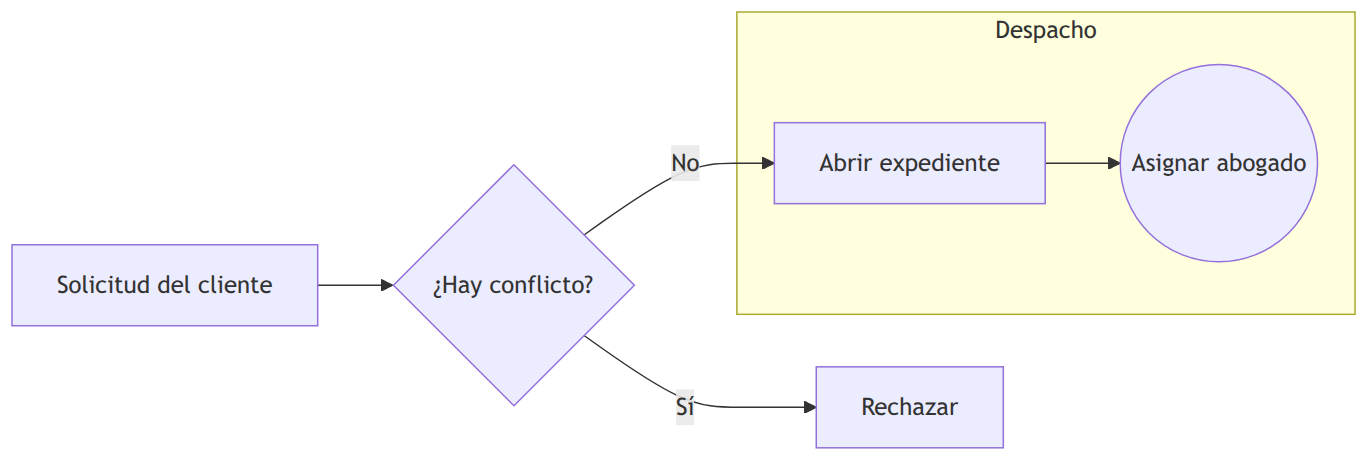 Despacho
Solicitud del cliente
¿Hay conflicto?
No
Abrir expediente
Asignar abogado
Sí
Rechazar